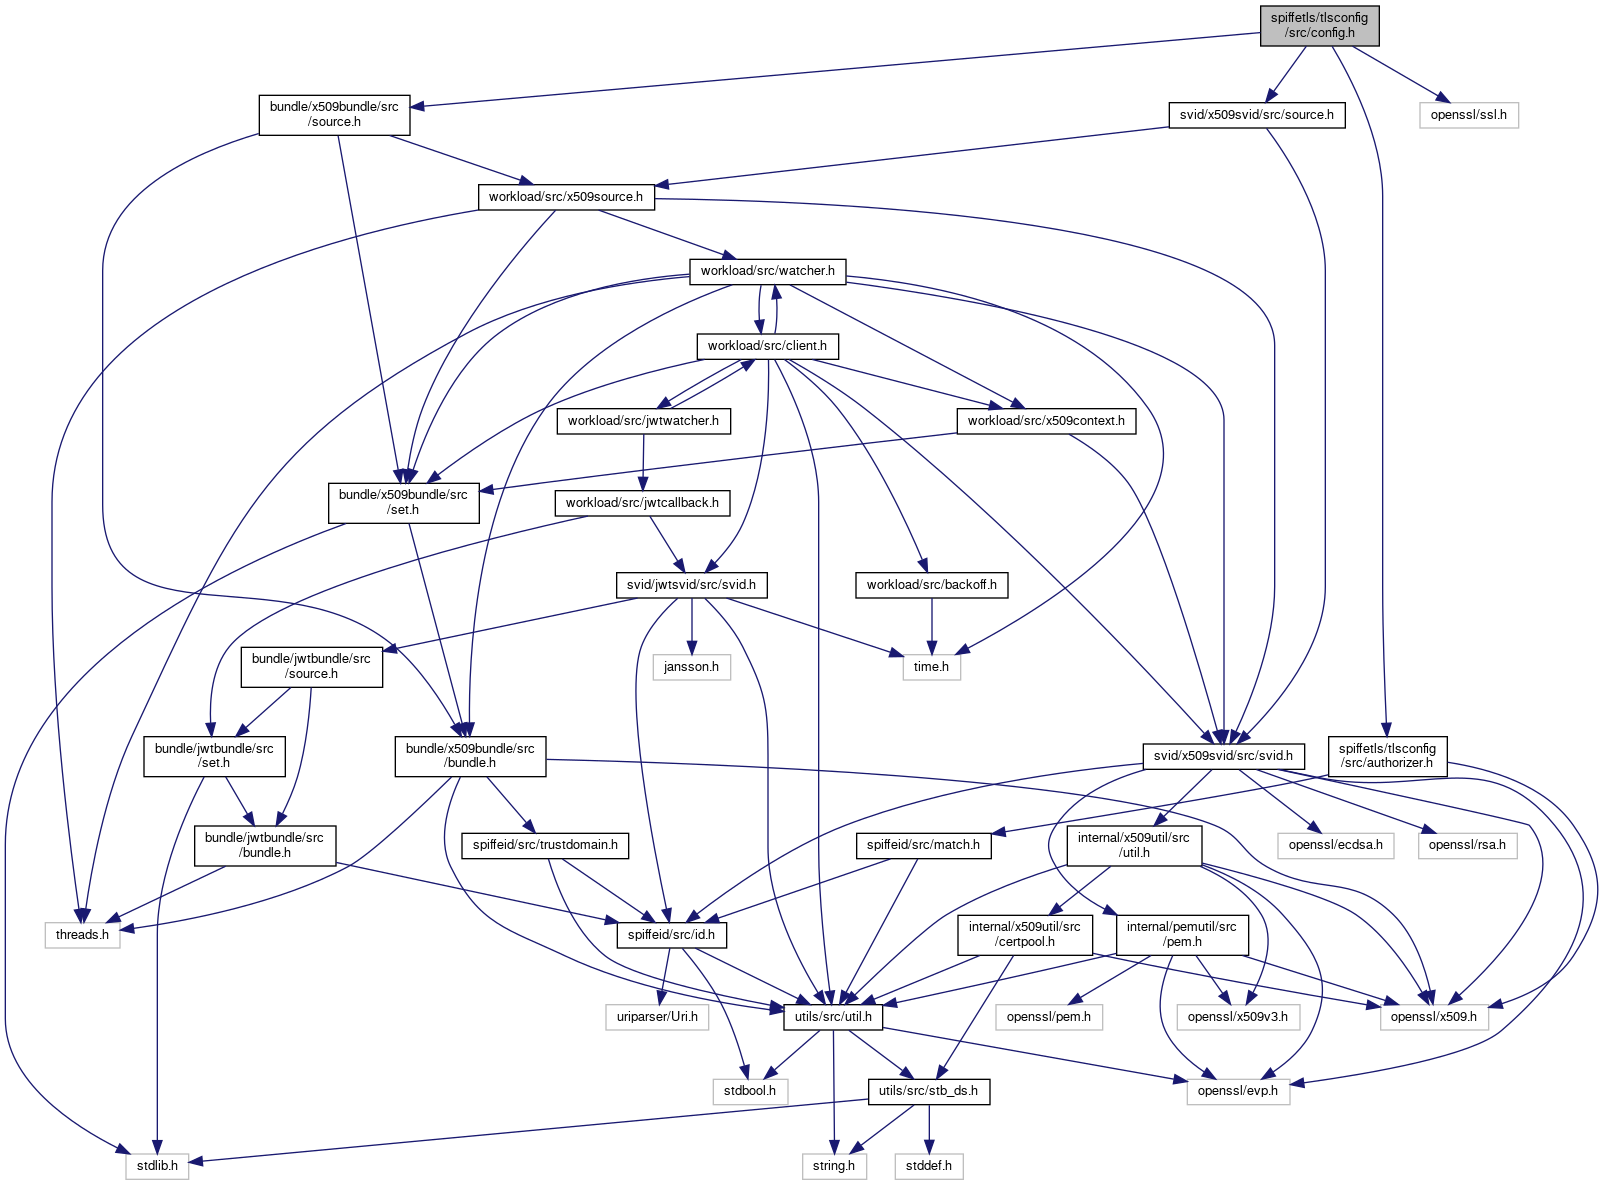 spiffetls/tlsconfig
/src/config.h
bundle/x509bundle/src
/source.h
svid/x509svid/src/source.h
openssl/ssl.h
workload/src/x509source.h
workload/src/watcher.h
workload/src/client.h
workload/src/jwtwatcher.h
workload/src/x509context.h
bundle/x509bundle/src
/set.h
workload/src/jwtcallback.h
svid/jwtsvid/src/svid.h
workload/src/backoff.h
bundle/jwtbundle/src
/source.h
jansson.h
time.h
bundle/jwtbundle/src
/set.h
bundle/x509bundle/src
/bundle.h
svid/x509svid/src/svid.h
spiffetls/tlsconfig
/src/authorizer.h
bundle/jwtbundle/src
/bundle.h
spiffeid/src/trustdomain.h
spiffeid/src/match.h
internal/x509util/src
/util.h
openssl/ecdsa.h
openssl/rsa.h
threads.h
spiffeid/src/id.h
internal/x509util/src
/certpool.h
internal/pemutil/src
/pem.h
uriparser/Uri.h
utils/src/util.h
openssl/pem.h
openssl/x509v3.h
openssl/x509.h
stdbool.h
utils/src/stb_ds.h
openssl/evp.h
stdlib.h
string.h
stddef.h